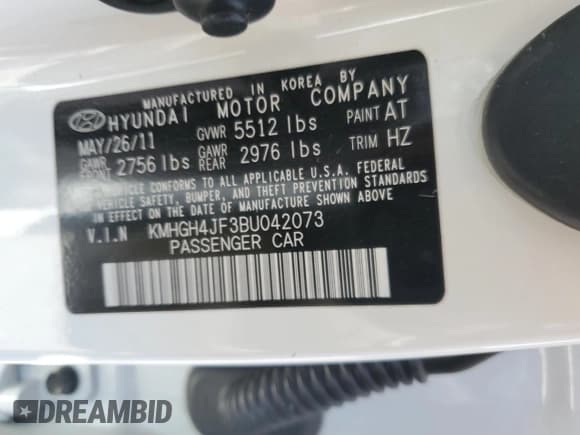 MANUFACTURED IN KOREA BY
HYUNDAI MOTOR COMPANY
MAY/26/11 GVWR 5512 lbs PAINT AT
GAWR FRONT 2756 lbs GAWR REAR 2976 lbs TRIM HZ
THIS VEHICLE CONFORMS TO ALL APPLICABLE U.S.A. FEDERAL
MOTOR VEHICLE SAFETY, BUMPER, AND THEFT PREVENTION STANDARDS
IN EFFECT ON THE DATE OF MANUFACTURE SHOWN ABOVE
V.I.N KMHGH4JF3BU042073
PASSENGER CAR
DREAMBID